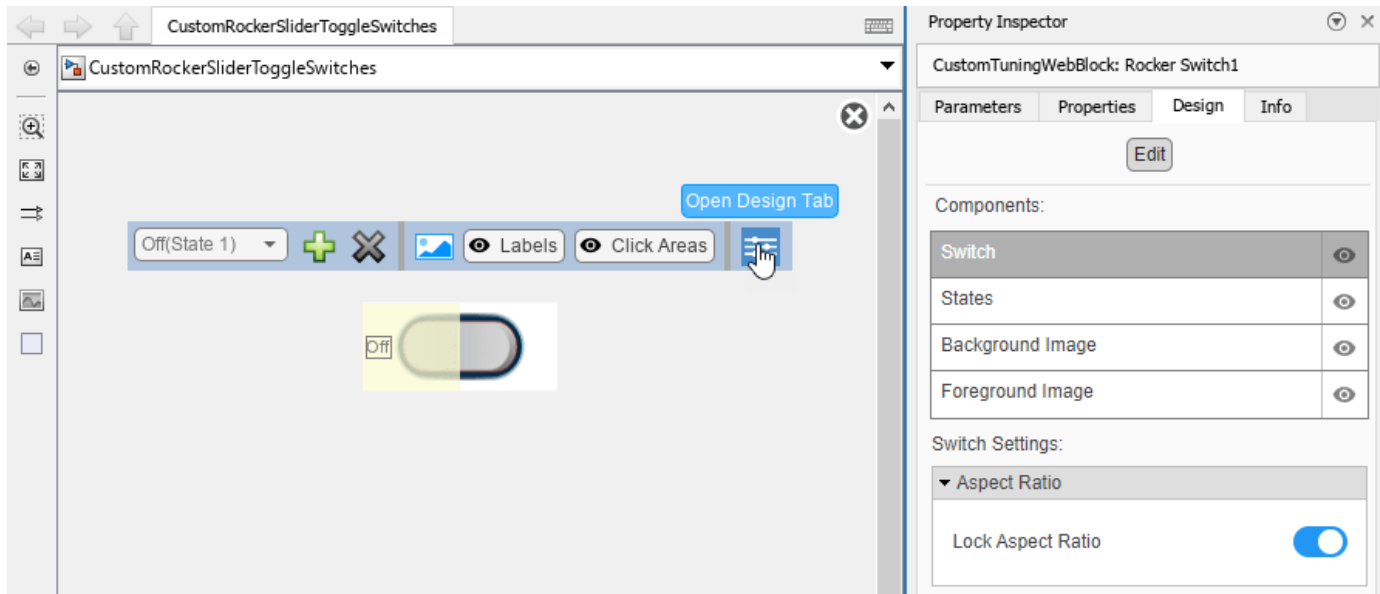 CustomRockerSliderToggleSwitches
CustomRockerSliderToggleSwitches
Open Design Tab
Off(State 1)
Labels
Click Areas
Off
Property Inspector
CustomTuningWebBlock: Rocker Switch1
Parameters Properties Design Info
Edit
Components:
Switch
States
Background Image
Foreground Image
Switch Settings:
Aspect Ratio
Lock Aspect Ratio